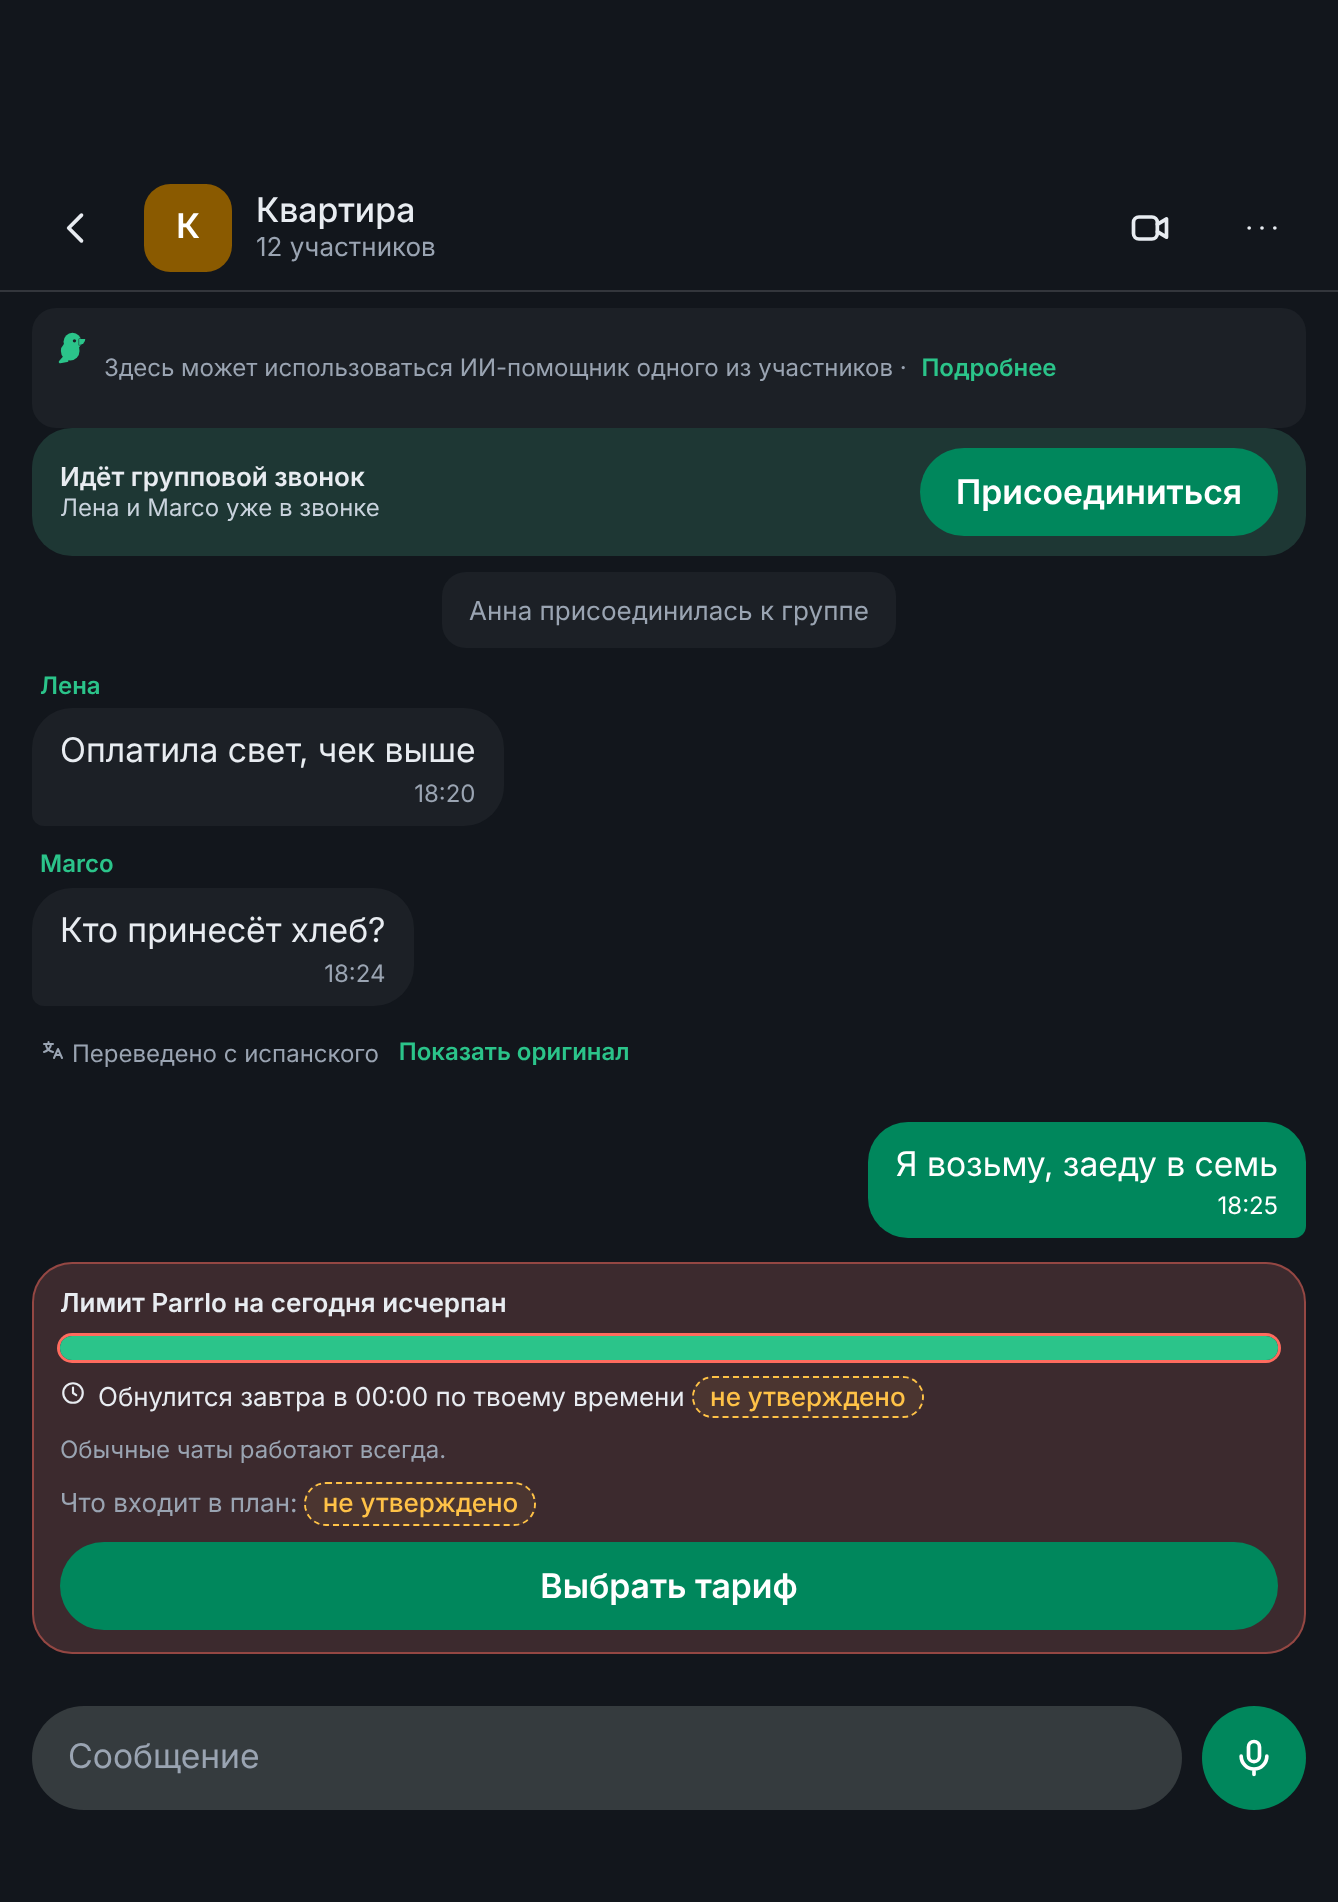 К
Квартира
12 участников
Здесь может использоваться ИИ-помощник одного из участников · Подробнее
Идёт групповой звонок
Лена и Marco уже в звонке
Присоединиться
Анна присоединилась к группе
Лена
Оплатила свет, чек выше
18:20
Marco
Кто принесёт хлеб?
18:24
Переведено с испанского Показать оригинал
Я возьму, заеду в семь
18:25
Лимит Parrlo на сегодня исчерпан
Обнулится завтра в 00:00 по твоему времени не утверждено
Обычные чаты работают всегда.
Что входит в план: не утверждено
Выбрать тариф
Сообщение